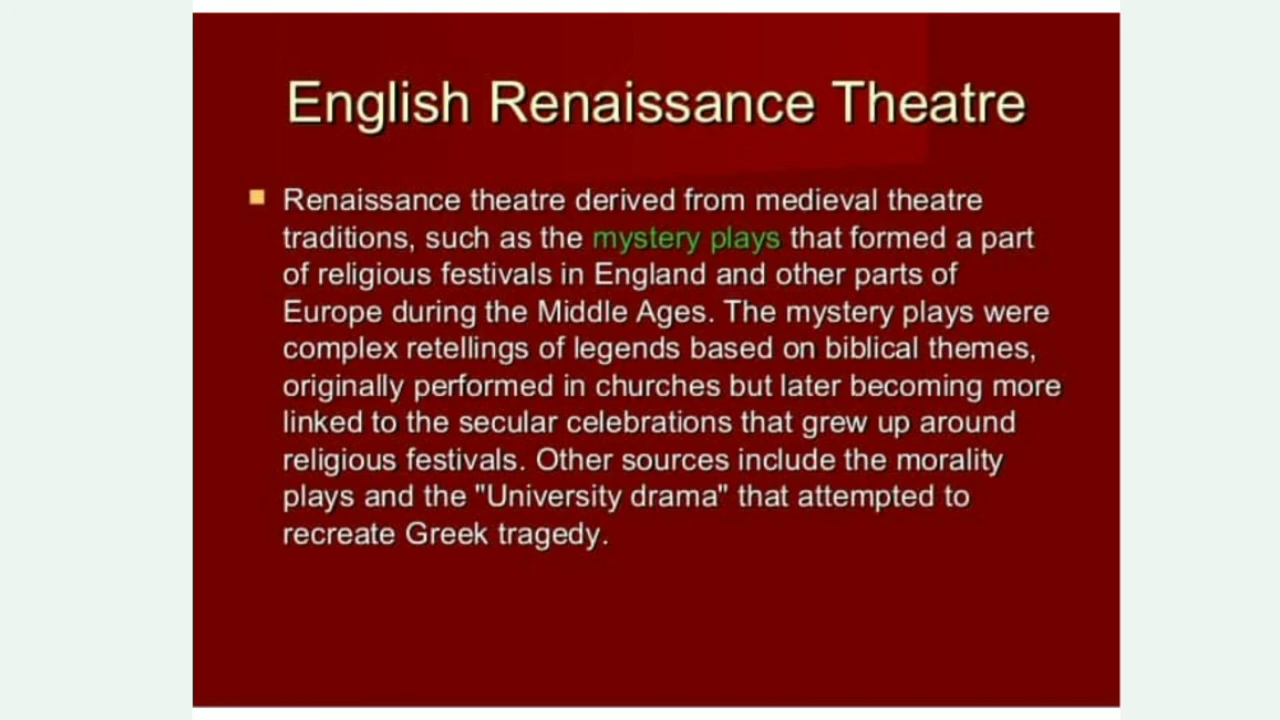 English Renaissance Theatre
Renaissance theatre derived from medieval theatre
traditions, such as the mystery plays that formed a part
of religious festivals in England and other parts of
Europe during the Middle Ages. The mystery plays were
complex retellings of legends based on biblical themes,
originally performed in churches but later becoming more
linked to the secular celebrations that grew up around
religious festivals. Other sources include the morality
plays and the "University drama" that attempted to
recreate Greek tragedy.